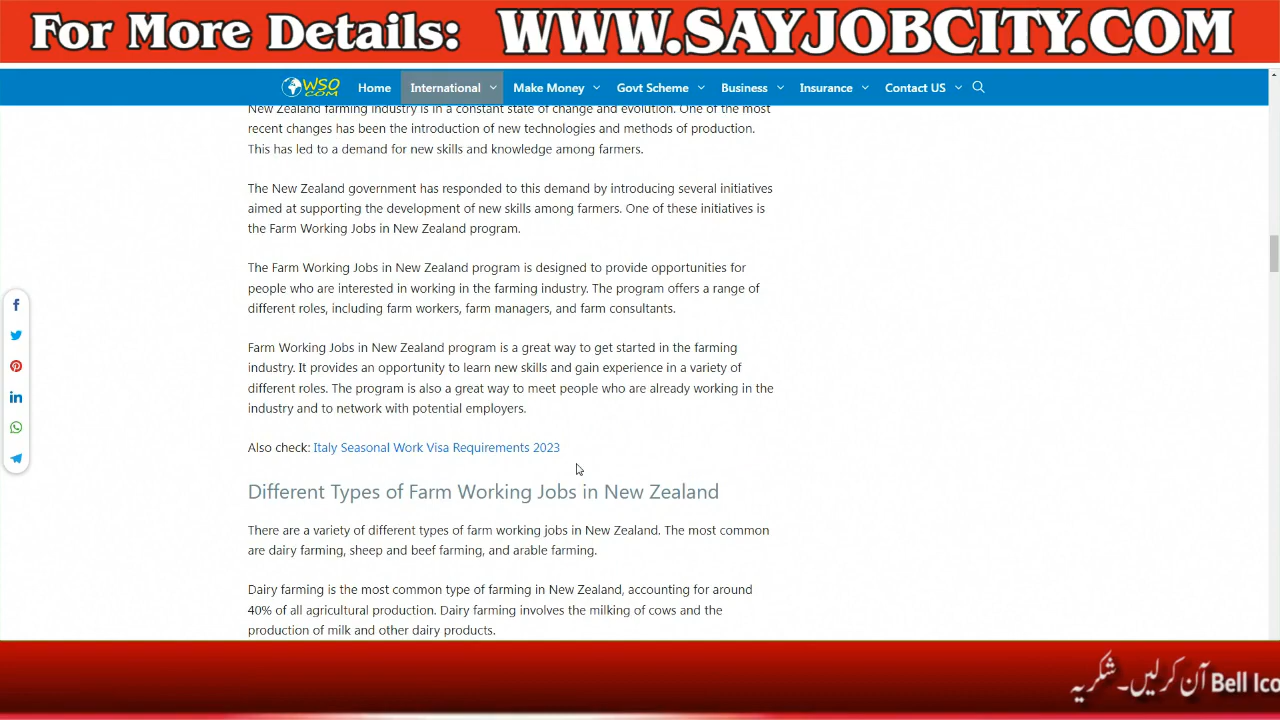 For More Details: WWW.SAYJOBCITY.COM
WSO
.COM
Home International Make Money Govt Scheme Business Insurance Contact US
New Zealand farming industry is in a constant state of change and evolution. One of the most
recent changes has been the introduction of new technologies and methods of production.
This has led to a demand for new skills and knowledge among farmers.
The New Zealand government has responded to this demand by introducing several initiatives
aimed at supporting the development of new skills among farmers. One of these initiatives is
the Farm Working Jobs in New Zealand program.
The Farm Working Jobs in New Zealand program is designed to provide opportunities for
people who are interested in working in the farming industry. The program offers a range of
different roles, including farm workers, farm managers, and farm consultants.
Farm Working Jobs in New Zealand program is a great way to get started in the farming
industry. It provides an opportunity to learn new skills and gain experience in a variety of
different roles. The program is also a great way to meet people who are already working in the
industry and to network with potential employers.
Also check: Italy Seasonal Work Visa Requirements 2023
Different Types of Farm Working Jobs in New Zealand
There are a variety of different types of farm working jobs in New Zealand. The most common
are dairy farming, sheep and beef farming, and arable farming.
Dairy farming is the most common type of farming in New Zealand, accounting for around
40% of all agricultural production. Dairy farming involves the milking of cows and the
production of milk and other dairy products.
Bell Ico آن کرلیں۔ شکریہ